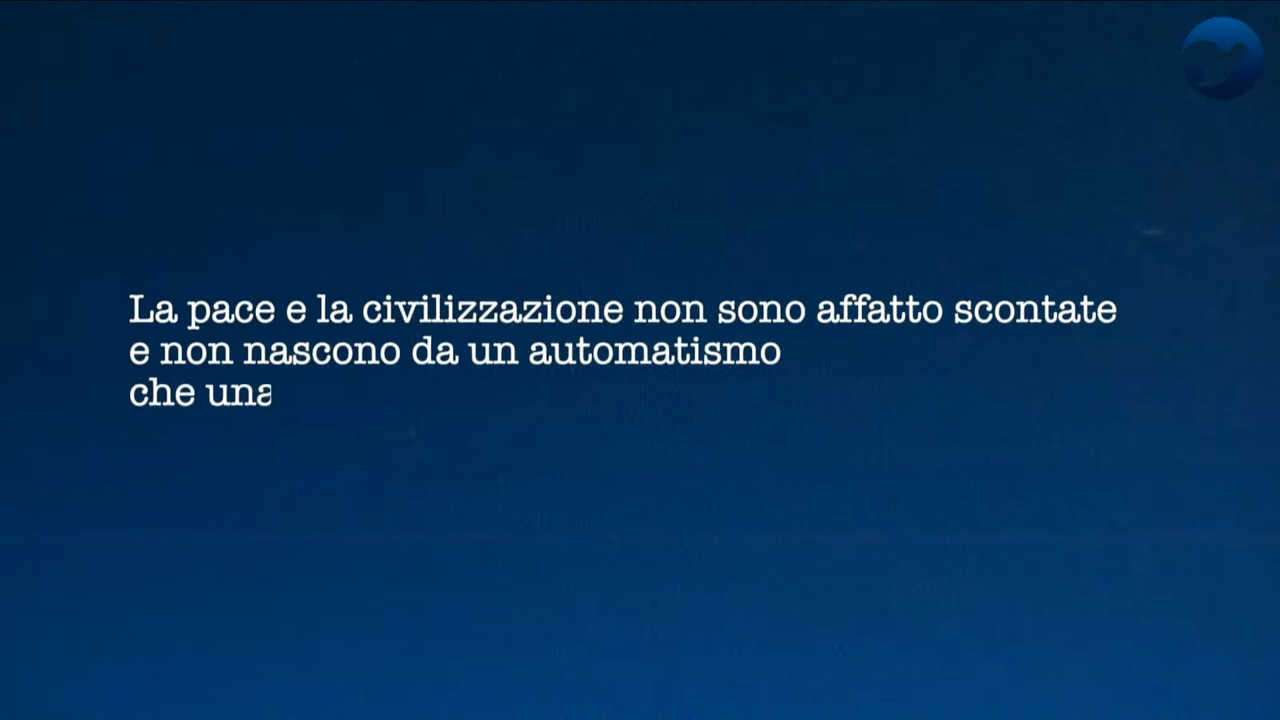 La pace e la civilizzazione non sono affatto scontate
e non nascono da un automatismo
che una